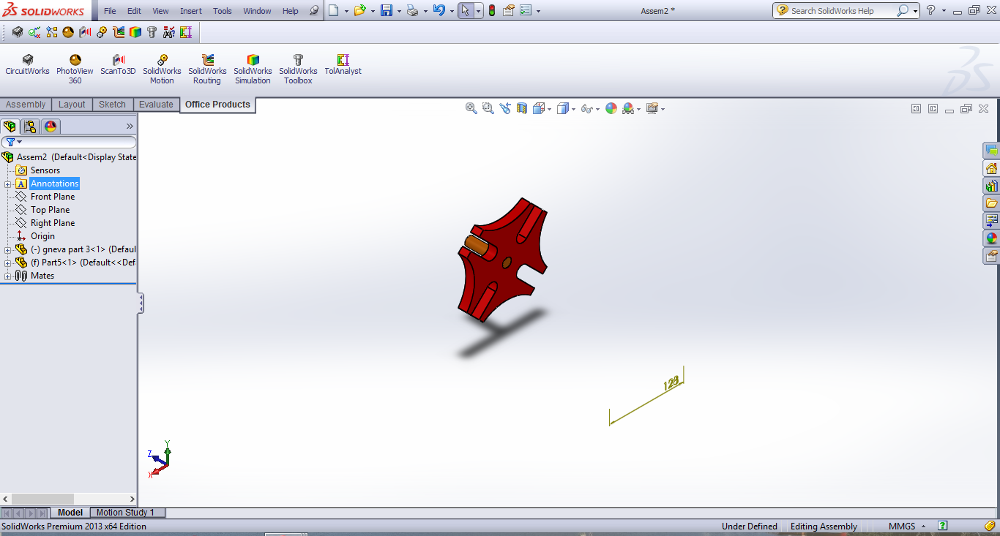 SOLIDWORKS File Edit View Insert Tools Window Help Assem2 * Search SolidWorks Help
CircuitWorks PhotoView 360 ScanTo3D SolidWorks Motion SolidWorks Routing SolidWorks Simulation SolidWorks Toolbox TolAnalyst
Assembly Layout Sketch Evaluate Office Products
Assem2 (Default<Display State
Sensors
A Annotations
Front Plane
Top Plane
Right Plane
Origin
(-) gneva part 3<1> (Defaul
(f) Part5<1> (Default<<Def
Mates
Y
Z
X
Model Motion Study 1
SolidWorks Premium 2013 x64 Edition Under Defined Editing Assembly MMGS